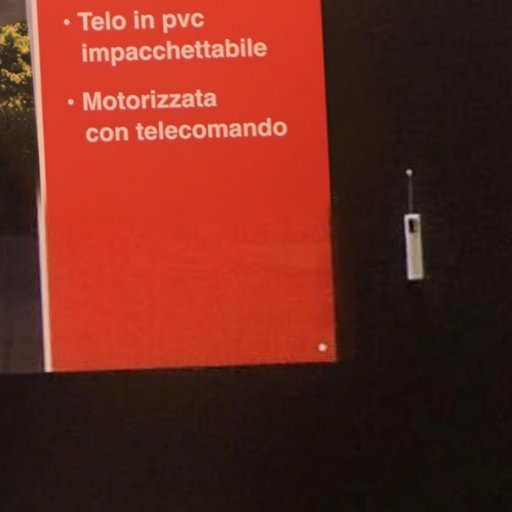 • Telo in pvc
impacchettabile
• Motorizzata
con telecomando